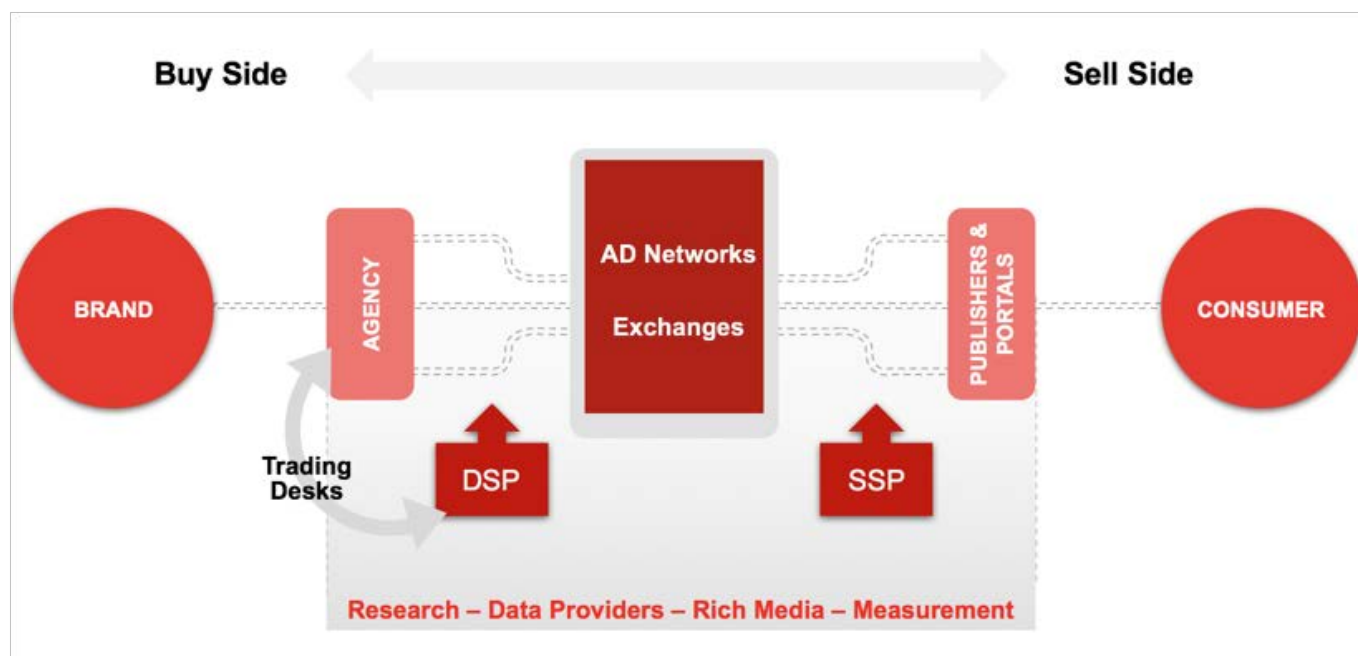 Buy Side
Sell Side
BRAND
AGENCY
AD Networks
Exchanges
PUBLISHERS &
PORTALS
CONSUMER
Trading
Desks
DSP
SSP
Research – Data Providers – Rich Media – Measurement